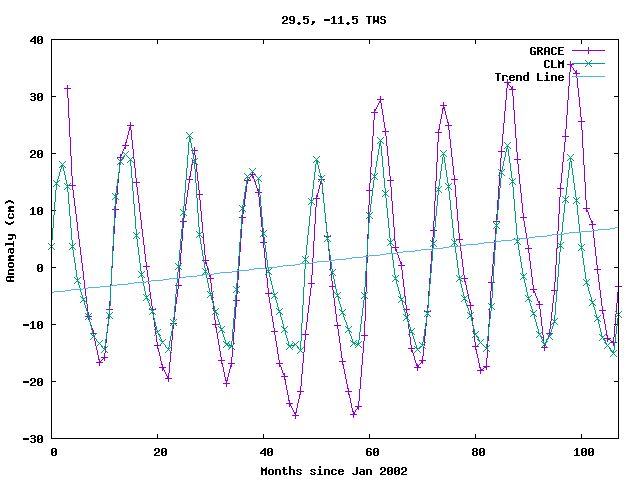 29.5, -11.5 TWS
40
30
20
10
0
-10
-20
-30
Anomaly (cm)
GRACE
CLM
Trend Line
0 20 40 60 80 100
Months since Jan 2002